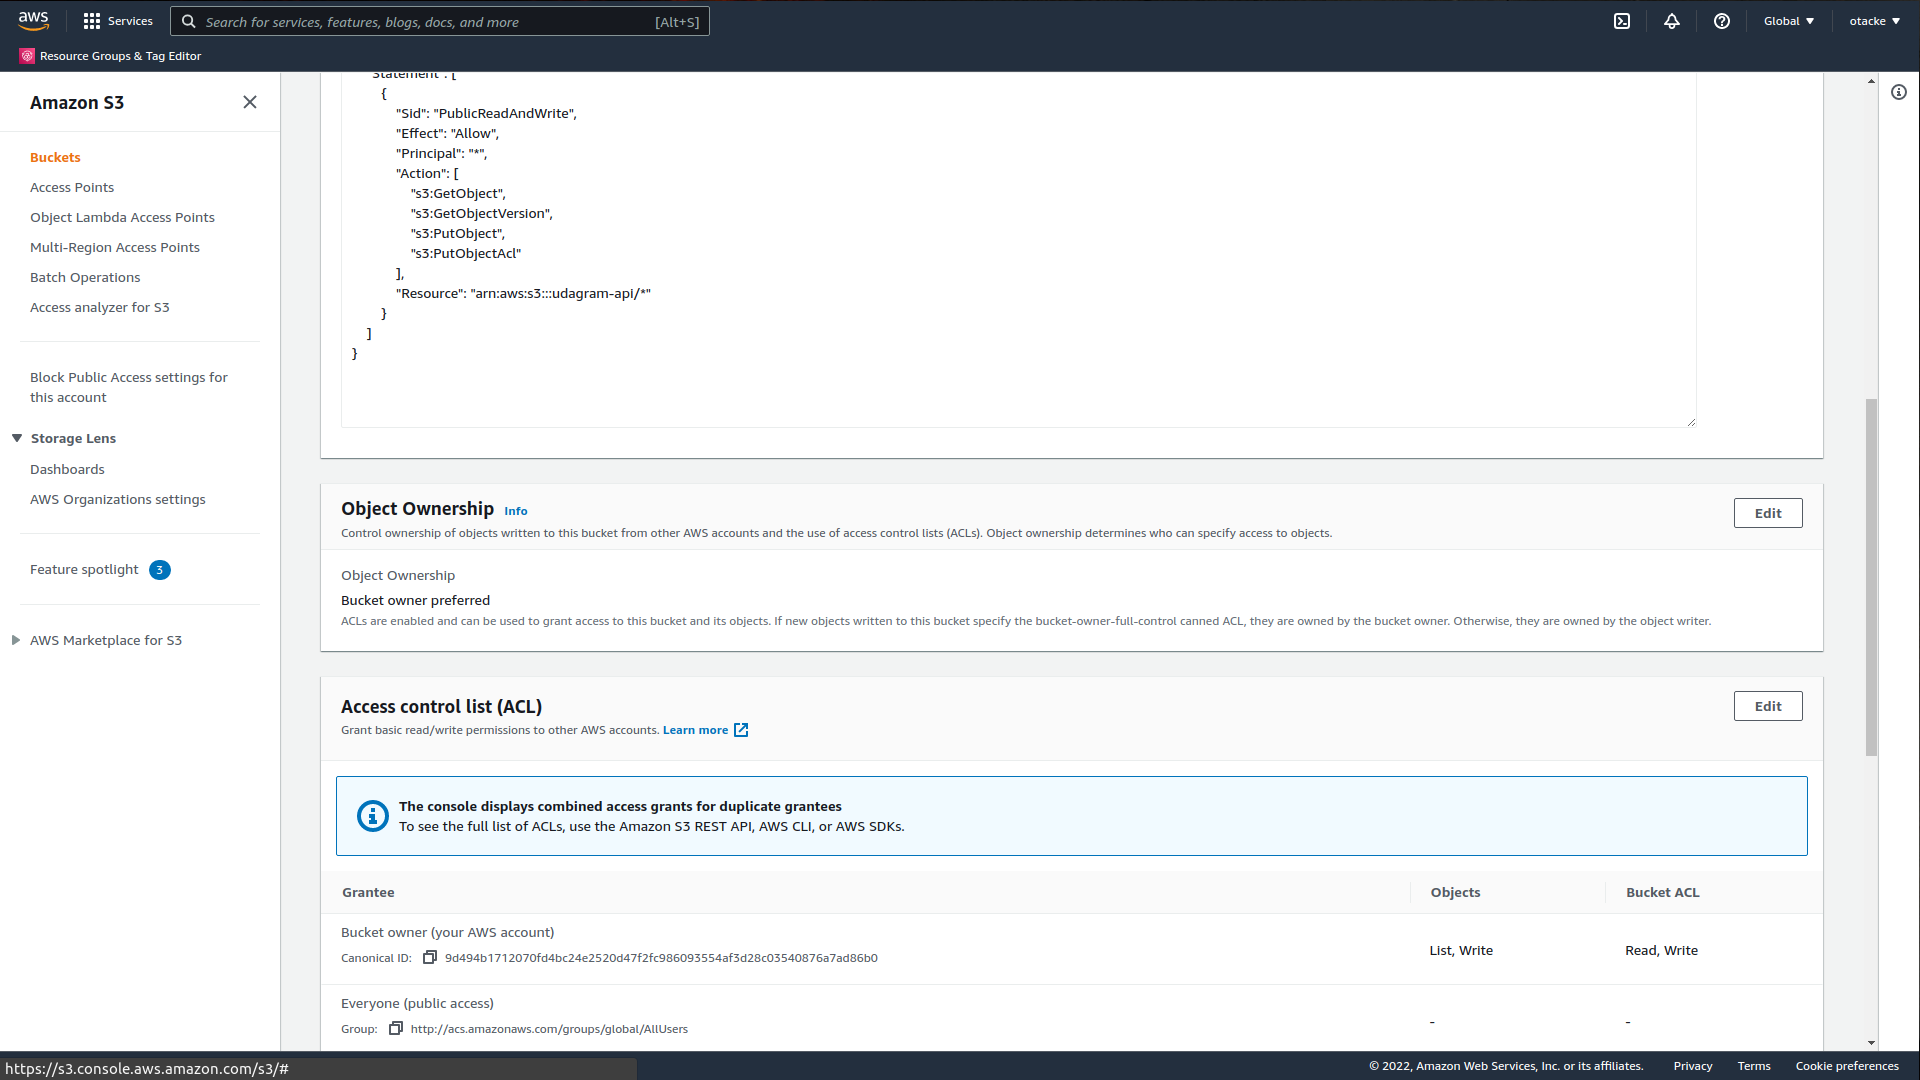 aws
Services
Search for services, features, blogs, docs, and more
[Alt+S]
Global
otacke
Resource Groups & Tag Editor
Amazon S3
Buckets
Access Points
Object Lambda Access Points
Multi-Region Access Points
Batch Operations
Access analyzer for S3
Block Public Access settings for
this account
Storage Lens
Dashboards
AWS Organizations settings
Feature spotlight 3
AWS Marketplace for S3
"Statement": [
{
"Sid": "PublicReadAndWrite",
"Effect": "Allow",
"Principal": "*",
"Action": [
"s3:GetObject",
"s3:GetObjectVersion",
"s3:PutObject",
"s3:PutObjectAcl"
],
"Resource": "arn:aws:s3:::udagram-api/*"
}
]
}
Object Ownership Info
Edit
Control ownership of objects written to this bucket from other AWS accounts and the use of access control lists (ACLs). Object ownership determines who can specify access to objects.
Object Ownership
Bucket owner preferred
ACLs are enabled and can be used to grant access to this bucket and its objects. If new objects written to this bucket specify the bucket-owner-full-control canned ACL, they are owned by the bucket owner. Otherwise, they are owned by the object writer.
Access control list (ACL)
Edit
Grant basic read/write permissions to other AWS accounts. Learn more
The console displays combined access grants for duplicate grantees
To see the full list of ACLs, use the Amazon S3 REST API, AWS CLI, or AWS SDKs.
Grantee Objects Bucket ACL
Bucket owner (your AWS account)
Canonical ID: 9d494b1712070fd4bc24e2520d47f2fc986093554af3d28c03540876a7ad86b0
List, Write Read, Write
Everyone (public access)
Group: http://acs.amazonaws.com/groups/global/AllUsers
- -
https://s3.console.aws.amazon.com/s3/#
© 2022, Amazon Web Services, Inc. or its affiliates. Privacy Terms Cookie preferences